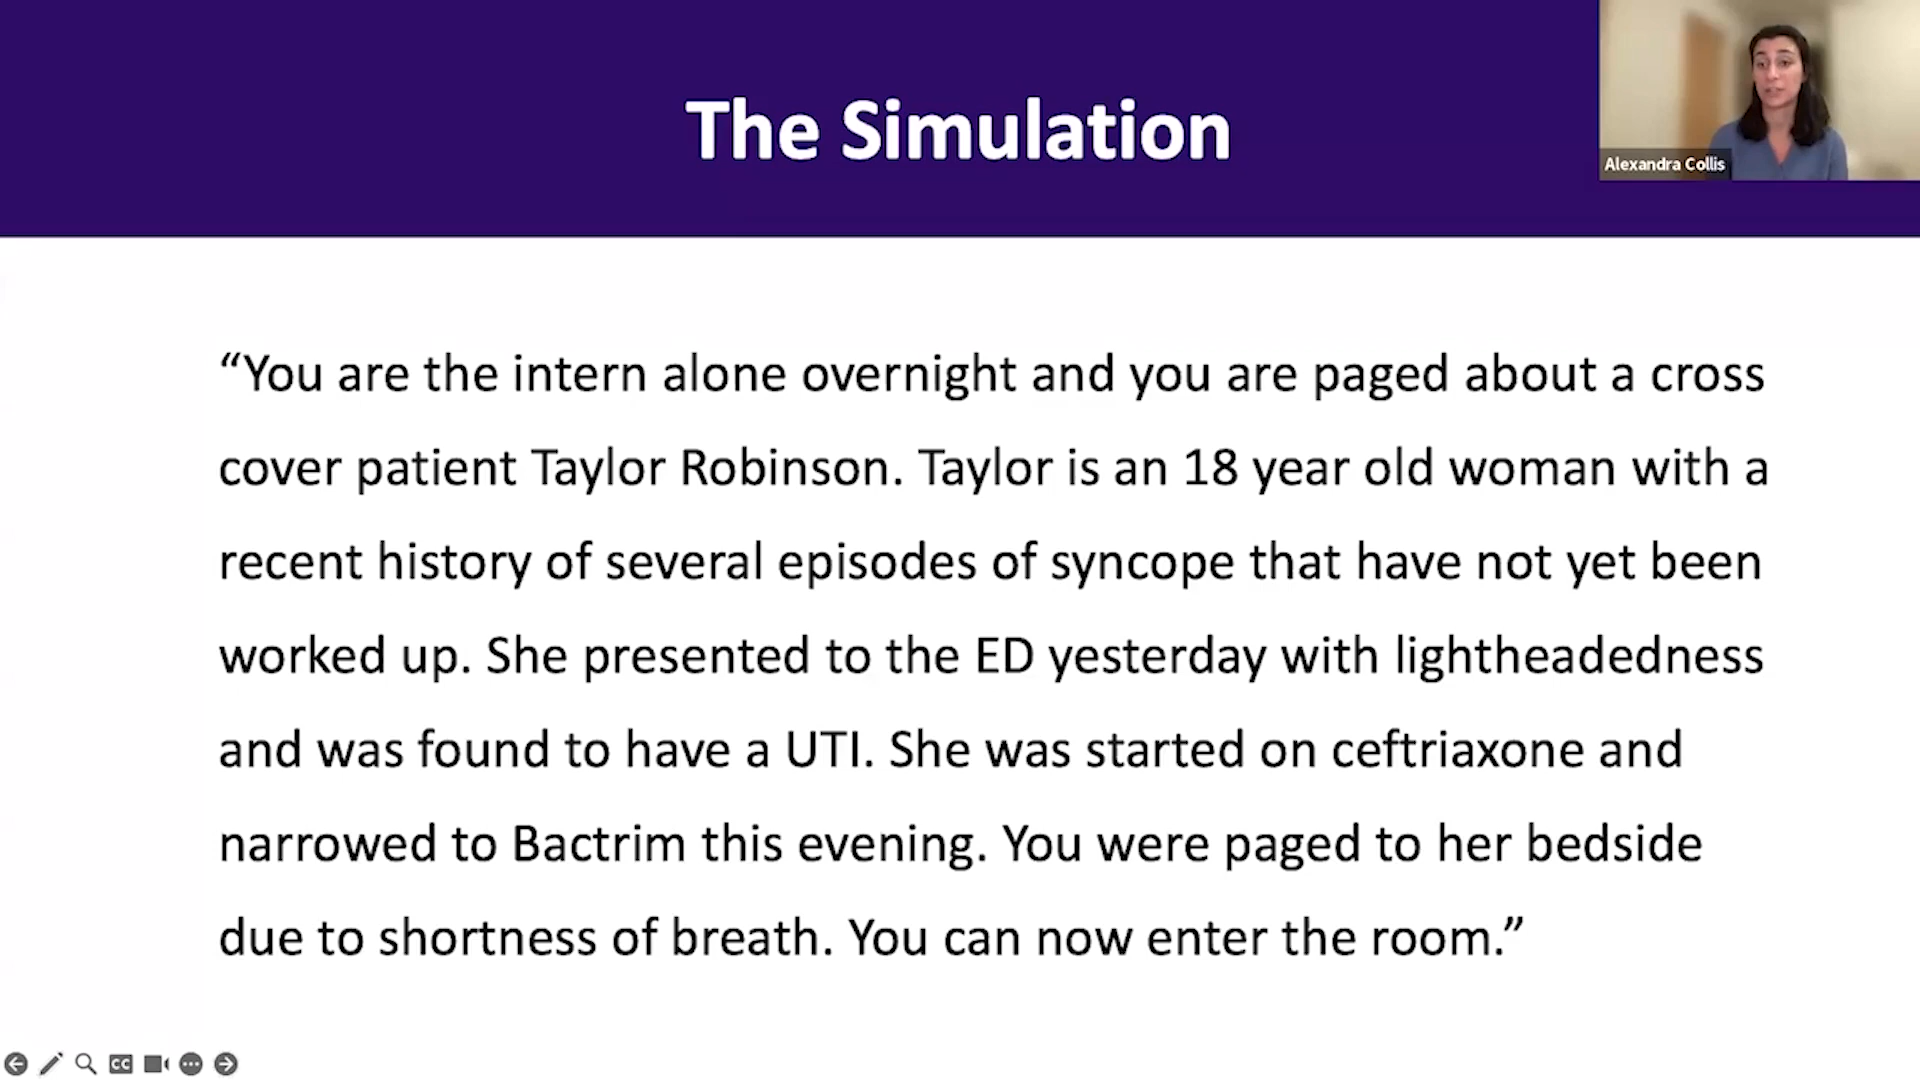 The Simulation
Alexandra Collis
“You are the intern alone overnight and you are paged about a cross
cover patient Taylor Robinson. Taylor is an 18 year old woman with a
recent history of several episodes of syncope that have not yet been
worked up. She presented to the ED yesterday with lightheadedness
and was found to have a UTI. She was started on ceftriaxone and
narrowed to Bactrim this evening. You were paged to her bedside
due to shortness of breath. You can now enter the room.”
CC